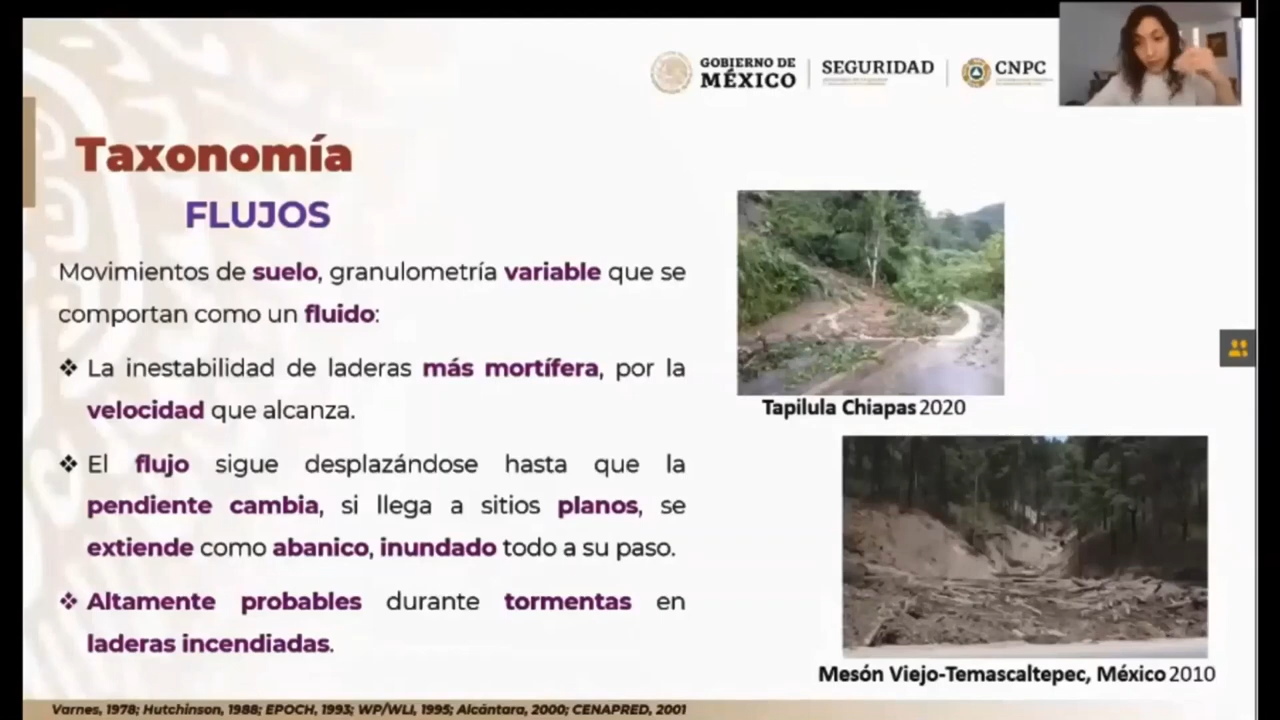 GOBIERNO DE
MÉXICO
SEGURIDAD
CNPC
Taxonomía
FLUJOS
Movimientos de suelo, granulometría variable que se
comportan como un fluido:
❖ La inestabilidad de laderas más mortífera, por la
velocidad que alcanza.
❖ El flujo sigue desplazándose hasta que la
pendiente cambia, si llega a sitios planos, se
extiende como abanico, inundado todo a su paso.
❖ Altamente probables durante tormentas en
laderas incendiadas.
Tapilula Chiapas 2020
Mesón Viejo-Temascaltepec, México 2010
Varnes, 1978; Hutchinson, 1988; EPOCH, 1993; WP/WLI, 1995; Alcántara, 2000; CENAPRED, 2001